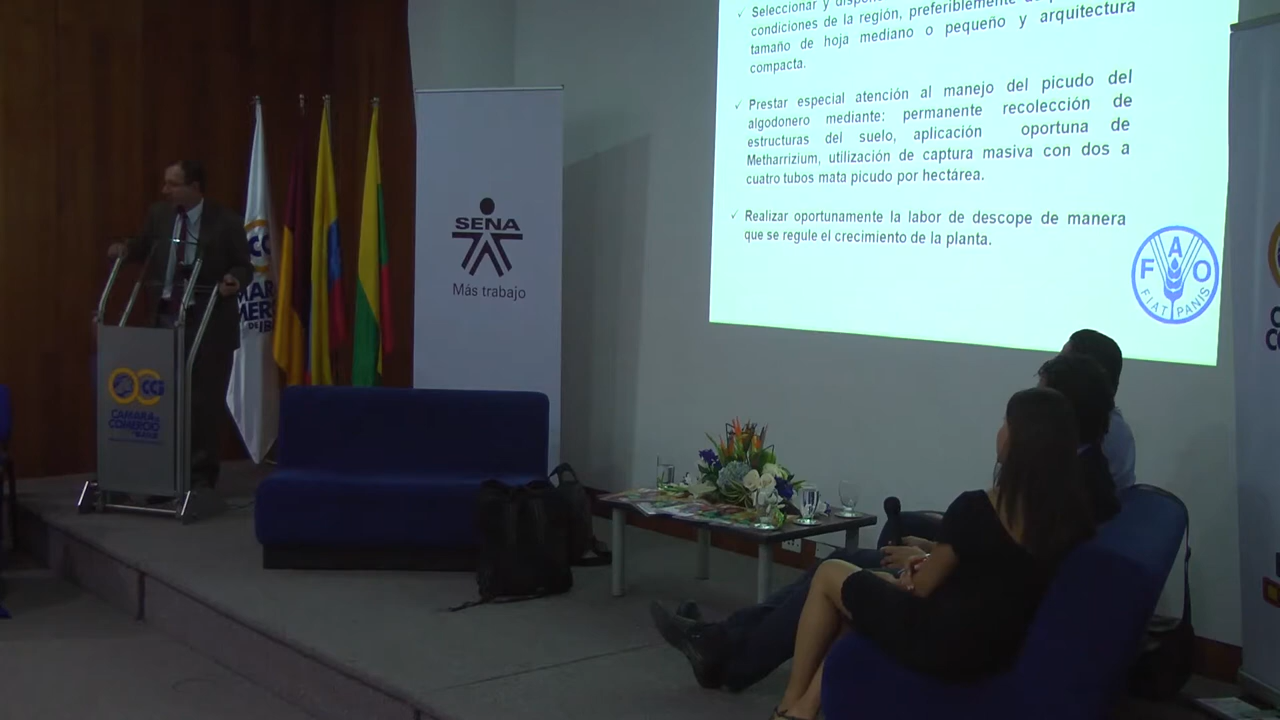 Seleccionar y
condiciones de la región, preferiblemente
tamaño de hoja mediano o pequeño y arquitectura
compacta.
Prestar especial atención al manejo del picudo del
algodonero mediante: permanente recolección de
estructuras del suelo, aplicación oportuna de
Metharrizium, utilización de captura masiva con dos a
cuatro tubos mata picudo por hectárea.
Realizar oportunamente la labor de descope de manera
que se regule el crecimiento de la planta.
FAO
FIAT PANIS
SENA
Más trabajo
CÁMARA DE
COMERCIO